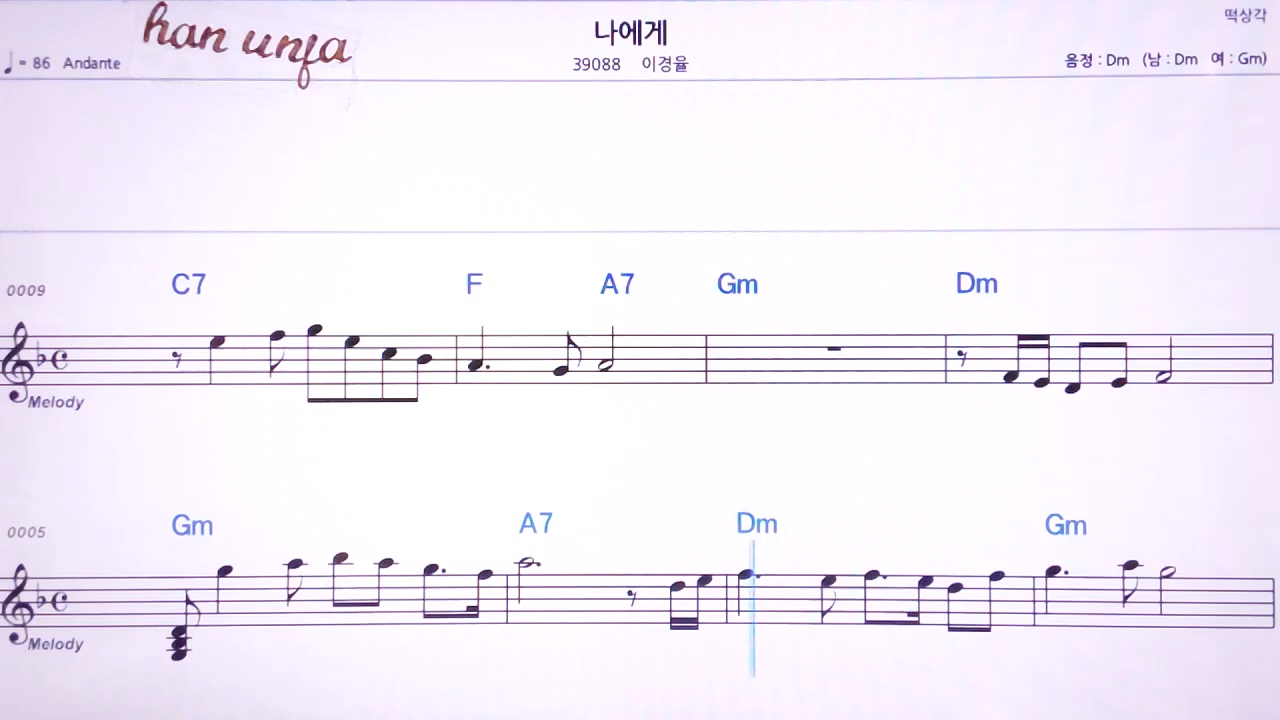 han unfa
나에게
떡상각
♩= 86 Andante
39088 이경율
음정 : Dm (남 : Dm 여 : Gm)
0009
C7 F A7 Gm Dm
Melody
0005
Gm A7 Dm Gm
Melody